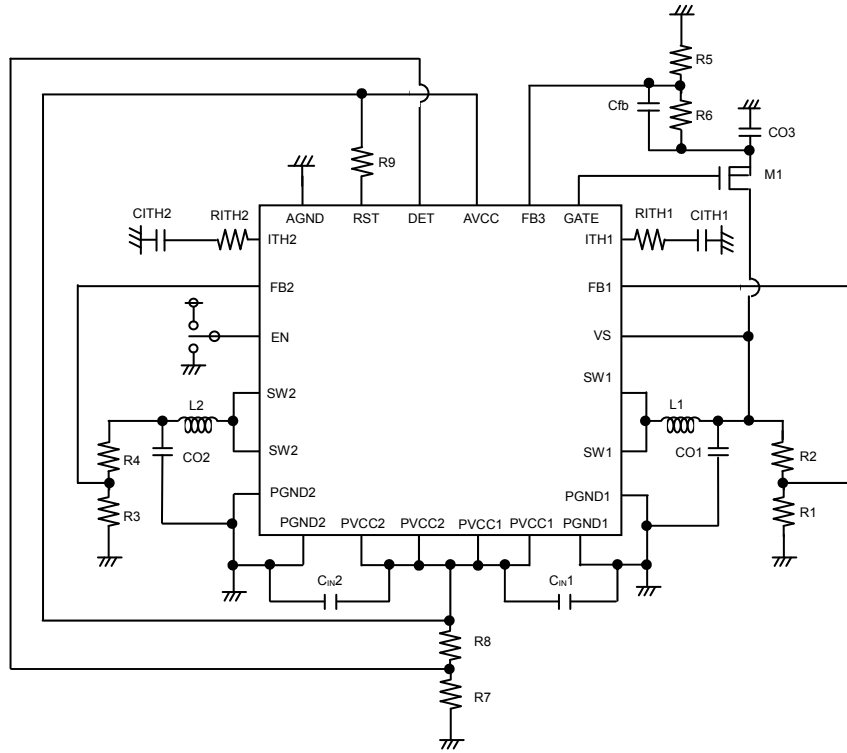 R5
Cfb
R6
CO3
R9
M1
CITH2
RITH2
AGND
RST
DET
AVCC
FB3
GATE
RITH1
CITH1
ITH2
ITH1
FB2
FB1
EN
VS
SW2
SW1
L2
L1
R4
CO2
SW2
SW1
CO1
R2
R3
PGND2
PGND1
R1
PGND2
PVCC2
PVCC2
PVCC1
PVCC1
PGND1
CIN2
CIN1
R8
R7